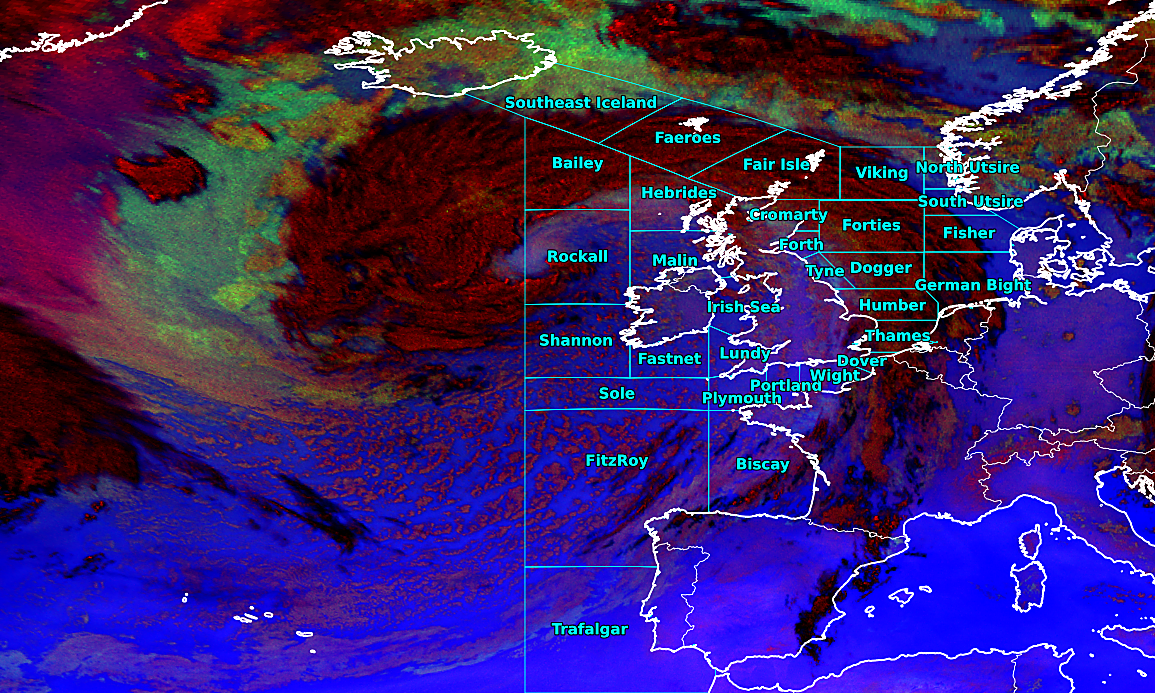 Southeast Iceland
Faeroes
Bailey
Fair Isle
Viking
North Utsire
Hebrides
South Utsire
Cromarty
Forties
Fisher
Forth
Rockall
Malin
Tyne
Dogger
German Bight
Irish Sea
Humber
Thames
Shannon
Fastnet
Lundy
Dover
Wight
Portland
Sole
Plymouth
FitzRoy
Biscay
Trafalgar